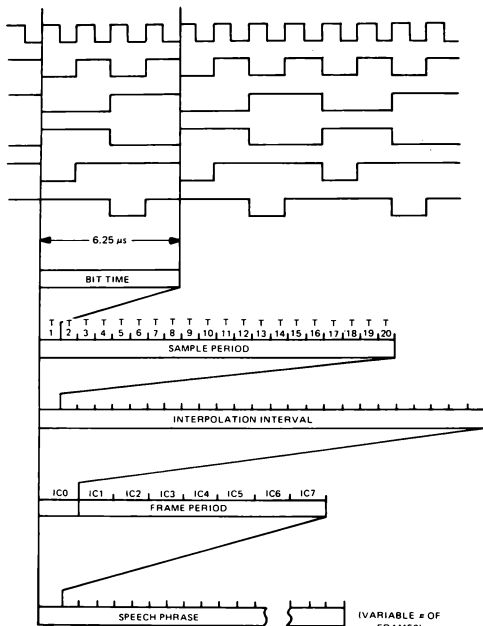 6.25 µs
BIT TIME
T T T T T T T T T T T T T T T T T T T T
1 2 3 4 5 6 7 8 9 10 11 12 13 14 15 16 17 18 19 20
SAMPLE PERIOD
INTERPOLATION INTERVAL
IC0 IC1 IC2 IC3 IC4 IC5 IC6 IC7
FRAME PERIOD
SPEECH PHRASE
(VARIABLE # OF